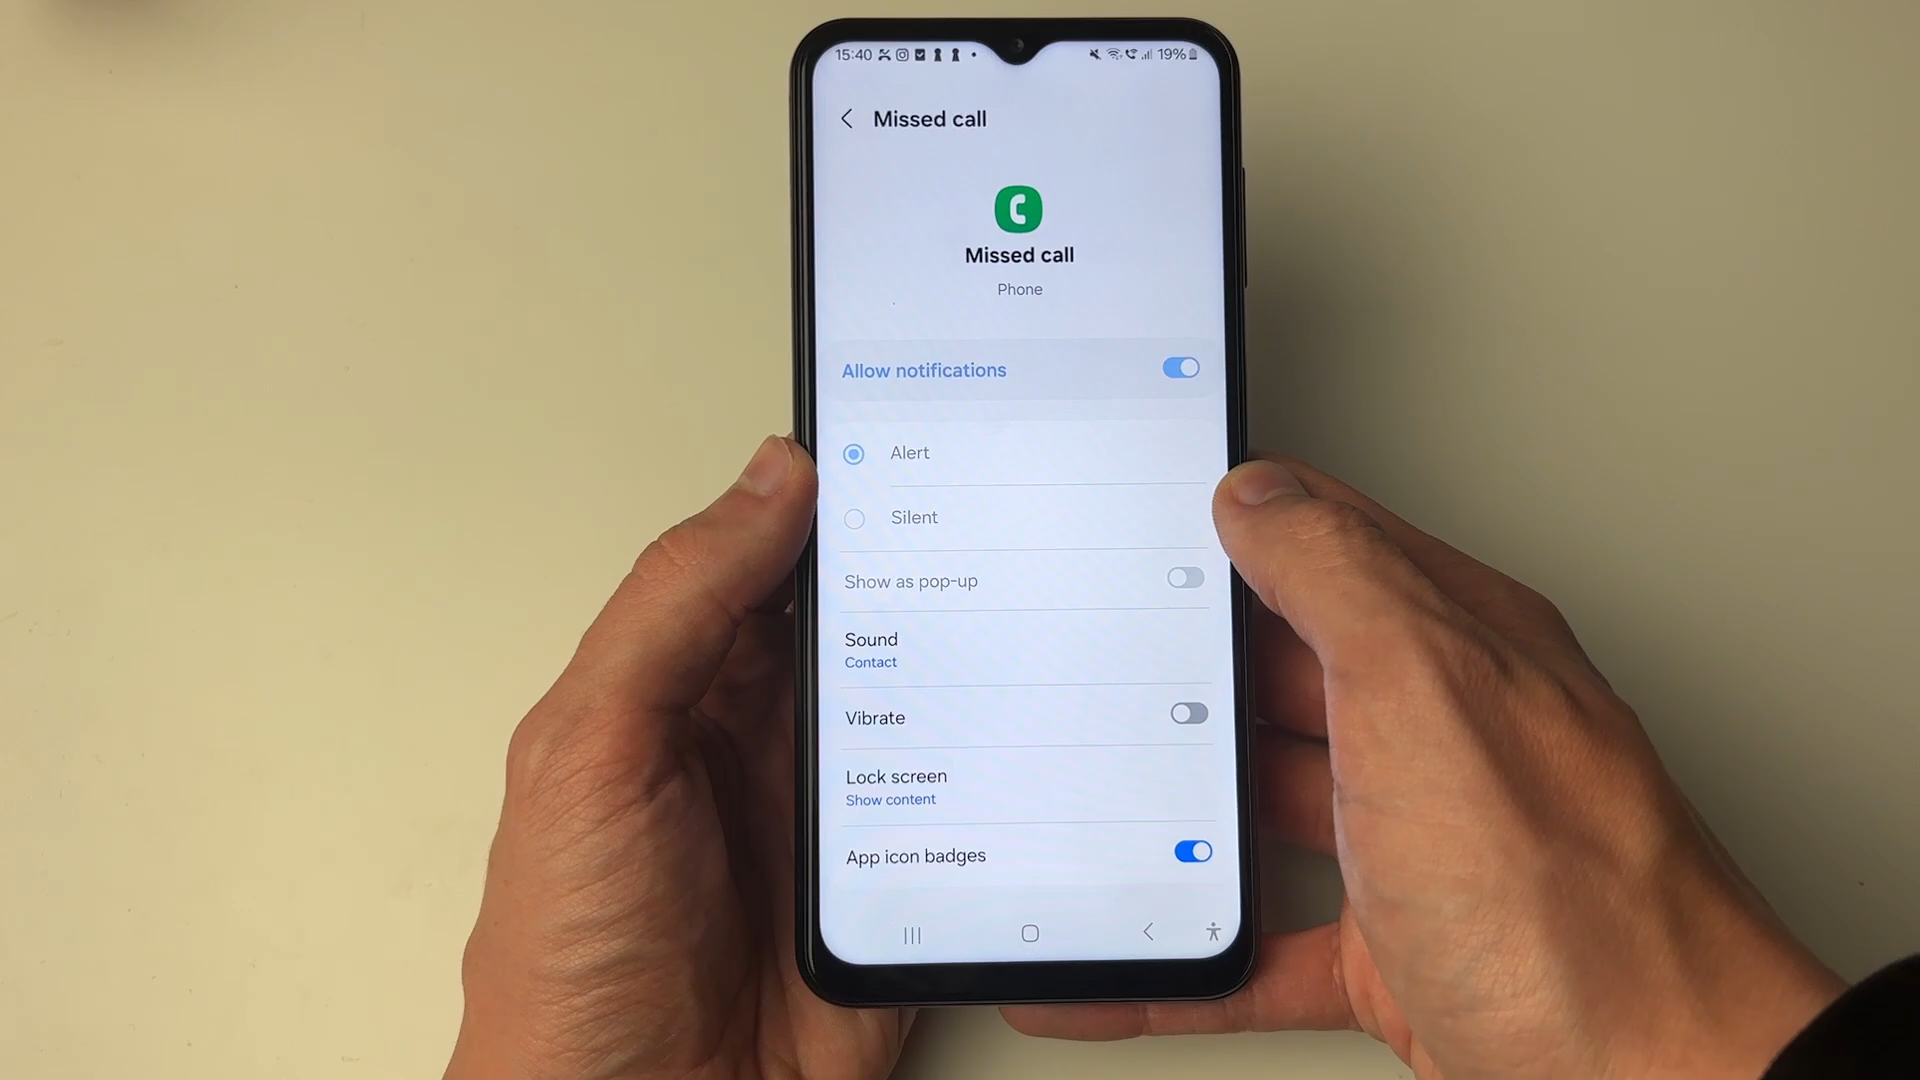 15:40 19%
Missed call
Missed call
Phone
Allow notifications
Alert
Silent
Show as pop-up
Sound
Contact
Vibrate
Lock screen
Show content
App icon badges